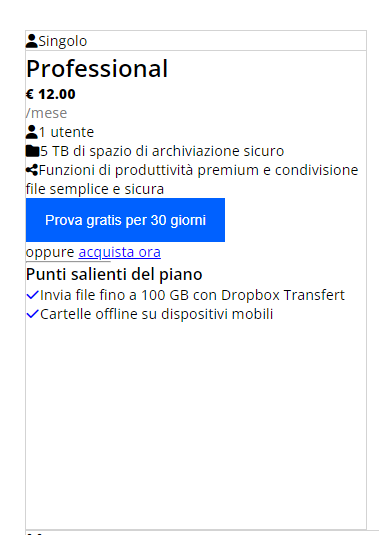 Singolo
Professional
€ 12.00
/mese
1 utente
5 TB di spazio di archiviazione sicuro
Funzioni di produttività premium e condivisione
file semplice e sicura
Prova gratis per 30 giorni
oppure acquista ora
Punti salienti del piano
Invia file fino a 100 GB con Dropbox Transfert
Cartelle offline su dispositivi mobili